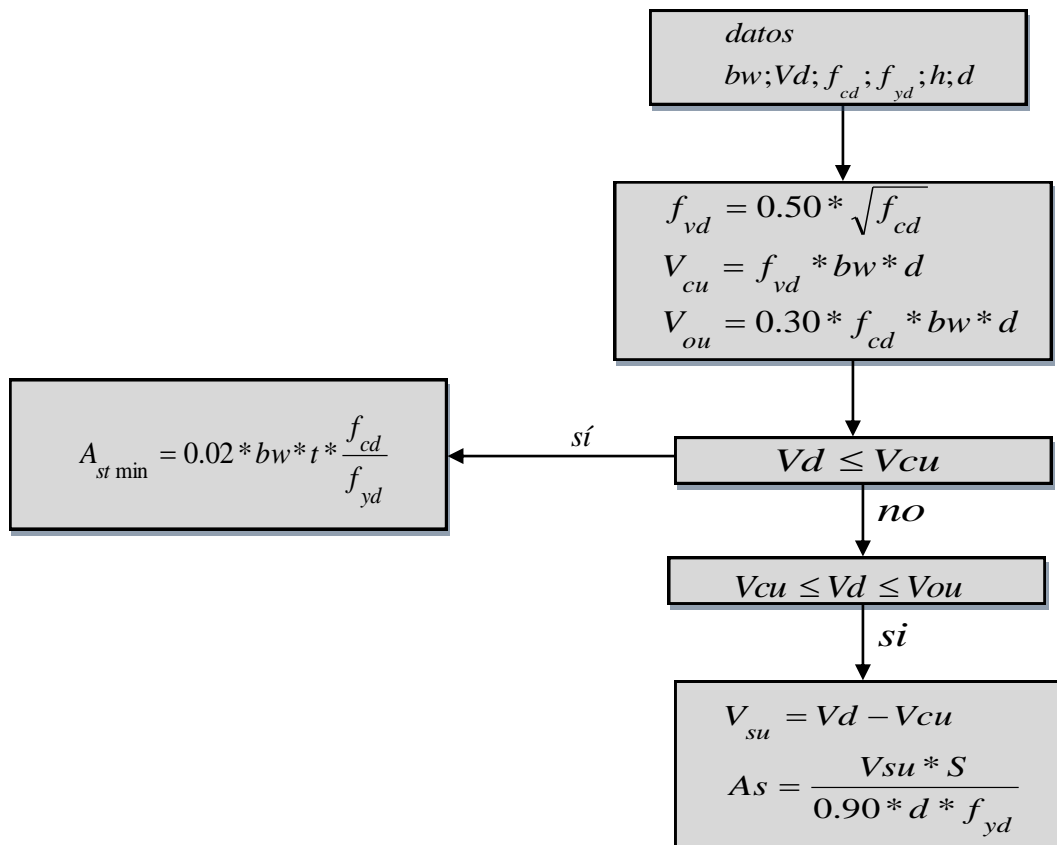 datos
bw;Vd; f_cd; f_yd; h; d
f_vd = 0.50 * √f_cd
V_cu = f_vd * bw * d
V_ou = 0.30 * f_cd * bw * d
A_st min = 0.02 * bw * t * f_cd / f_yd
sí
Vd ≤ Vcu
no
Vcu ≤ Vd ≤ Vou
si
V_su = Vd − Vcu
As = Vsu * S / 0.90 * d * f_yd